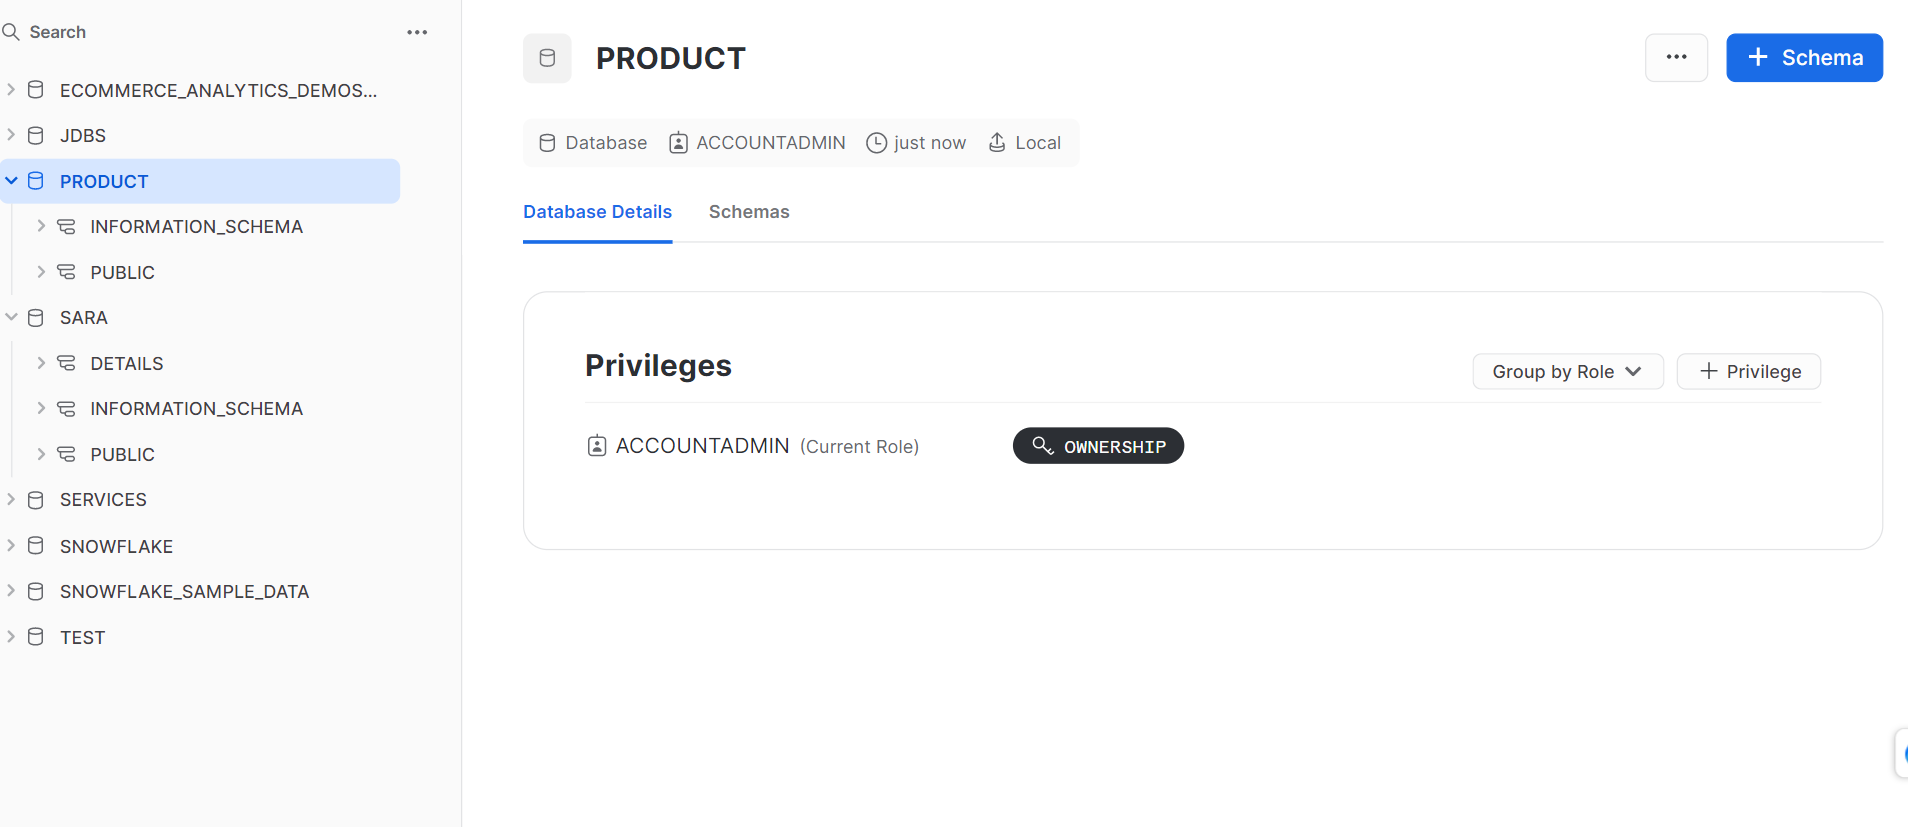 Search
ECOMMERCE_ANALYTICS_DEMOS...
JDBS
PRODUCT
INFORMATION_SCHEMA
PUBLIC
SARA
DETAILS
INFORMATION_SCHEMA
PUBLIC
SERVICES
SNOWFLAKE
SNOWFLAKE_SAMPLE_DATA
TEST
PRODUCT
+ Schema
Database ACCOUNTADMIN just now Local
Database Details Schemas
Privileges
Group by Role + Privilege
ACCOUNTADMIN (Current Role) OWNERSHIP